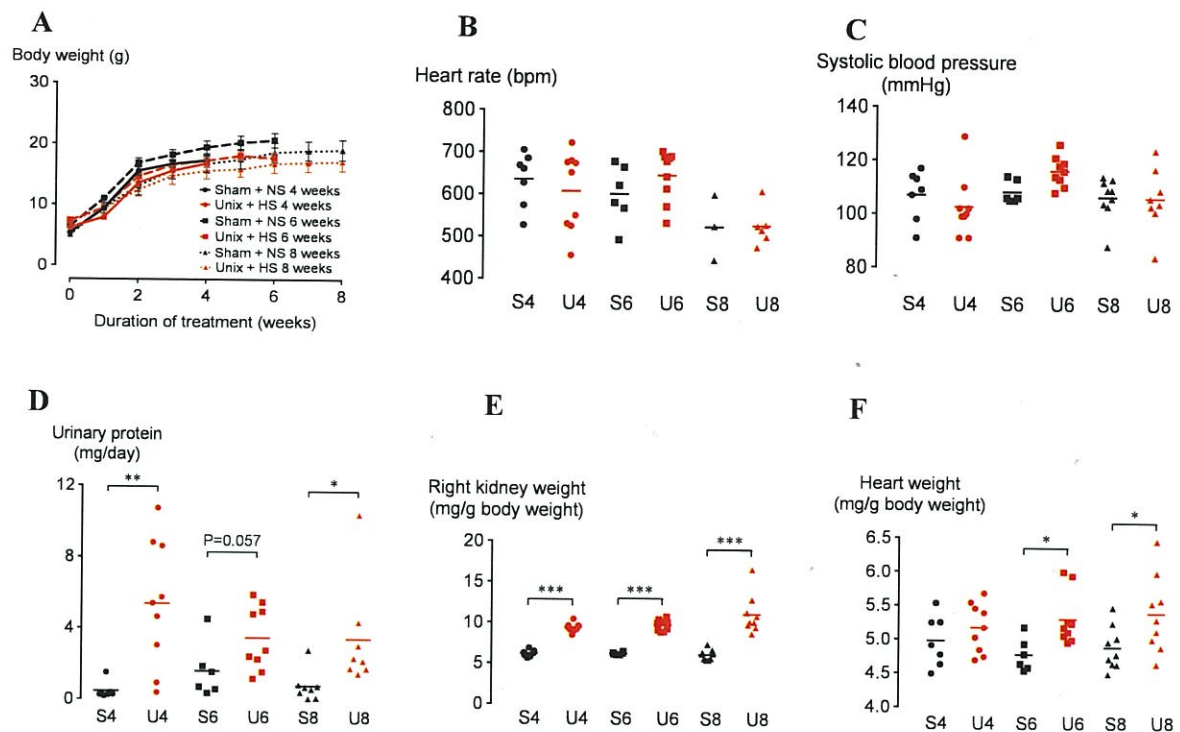 A
Body weight (g)
30
20
10
0
Sham + NS 4 weeks
Unix + HS 4 weeks
Sham + NS 6 weeks
Unix + HS 6 weeks
Sham + NS 8 weeks
Unix + HS 8 weeks
0 2 4 6 8
Duration of treatment (weeks)
B
Heart rate (bpm)
800
700
600
500
400
S4 U4 S6 U6 S8 U8
C
Systolic blood pressure
(mmHg)
140
120
100
80
S4 U4 S6 U6 S8 U8
D
Urinary protein
(mg/day)
12
8
4
0
**
P=0.057
*
S4 U4 S6 U6 S8 U8
E
Right kidney weight
(mg/g body weight)
20
15
10
5
0
***
***
***
S4 U4 S6 U6 S8 U8
F
Heart weight
(mg/g body weight)
6.5
6.0
5.5
5.0
4.5
4.0
*
*
S4 U4 S6 U6 S8 U8